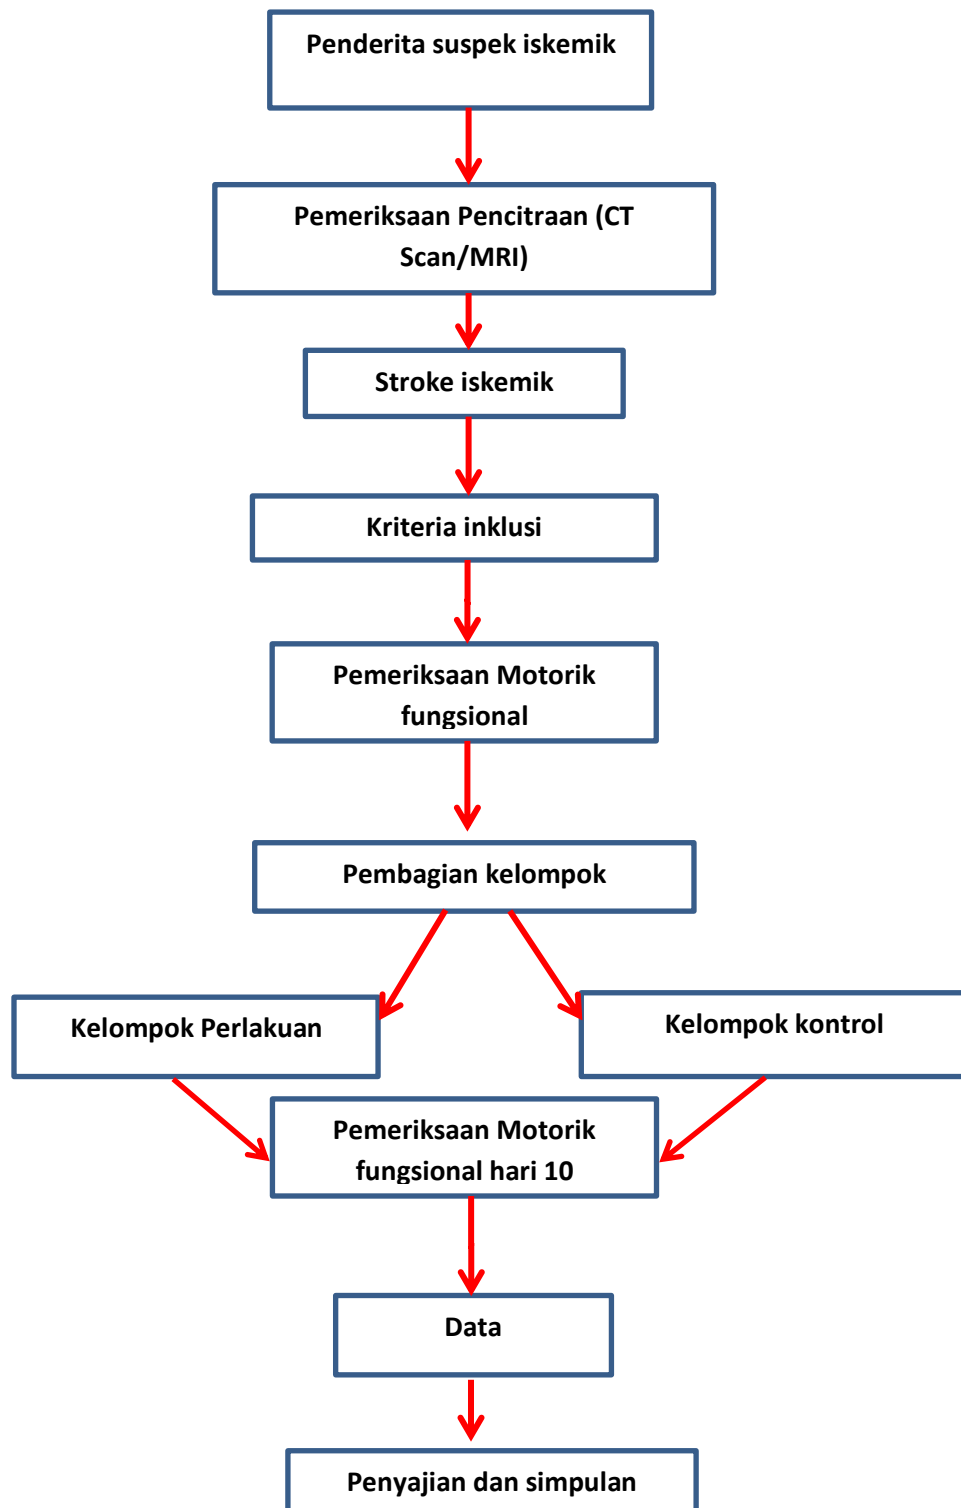 Penderita suspek iskemik
Pemeriksaan Pencitraan (CT
Scan/MRI)
Stroke iskemik
Kriteria inklusi
Pemeriksaan Motorik
fungsional
Pembagian kelompok
Kelompok Perlakuan
Kelompok kontrol
Pemeriksaan Motorik
fungsional hari 10
Data
Penyajian dan simpulan